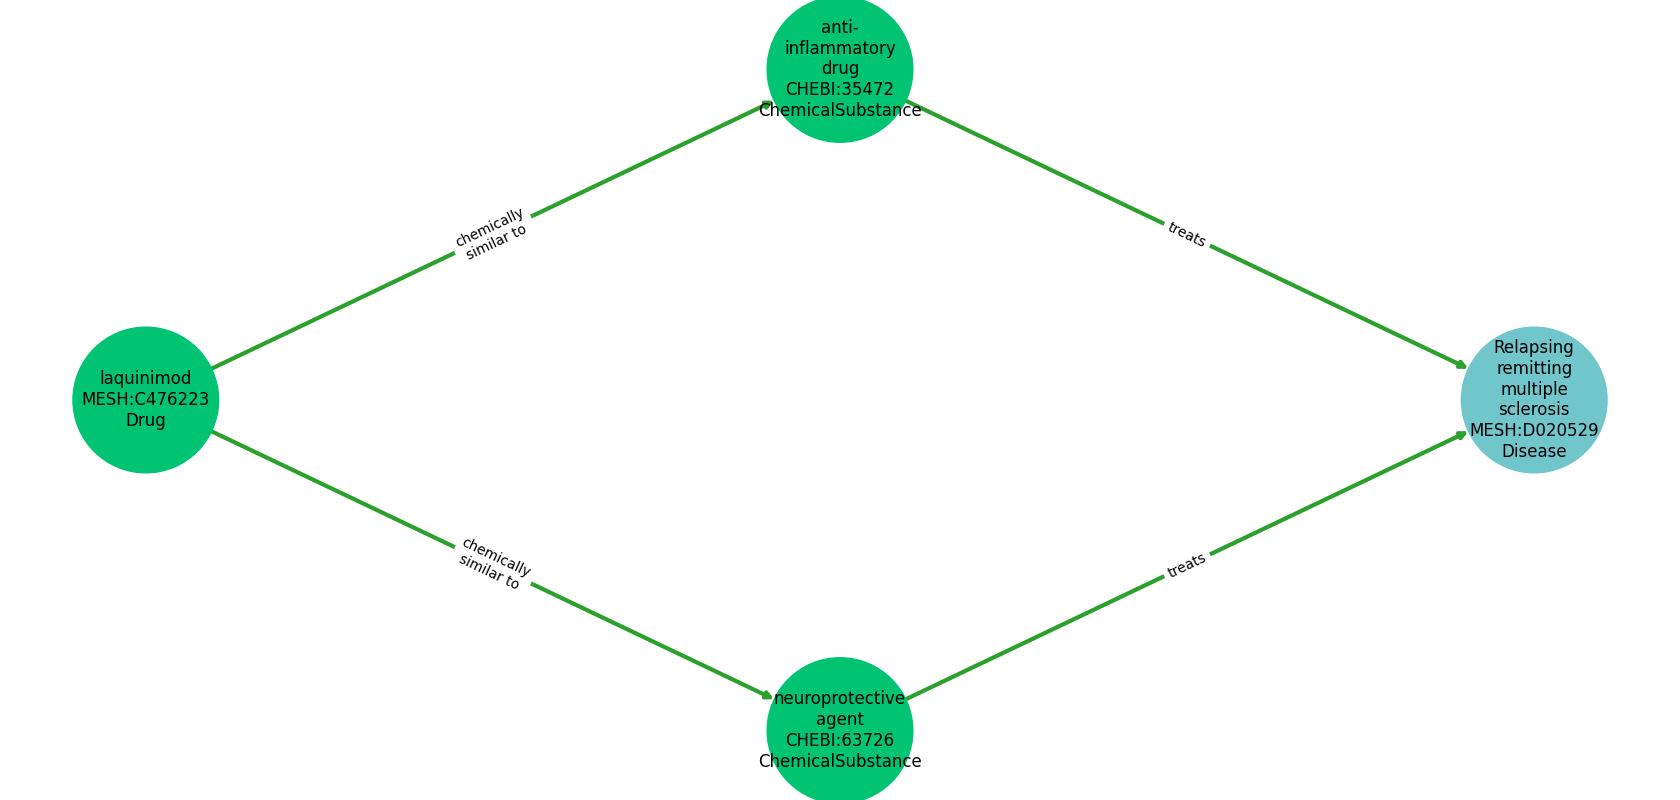 anti-
inflammatory
drug
CHEBI:35472
ChemicalSubstance
chemically
similar to
treats
laquinimod
MESH:C476223
Drug
Relapsing
remitting
multiple
sclerosis
MESH:D020529
Disease
chemically
similar to
treats
neuroprotective
agent
CHEBI:63726
ChemicalSubstance